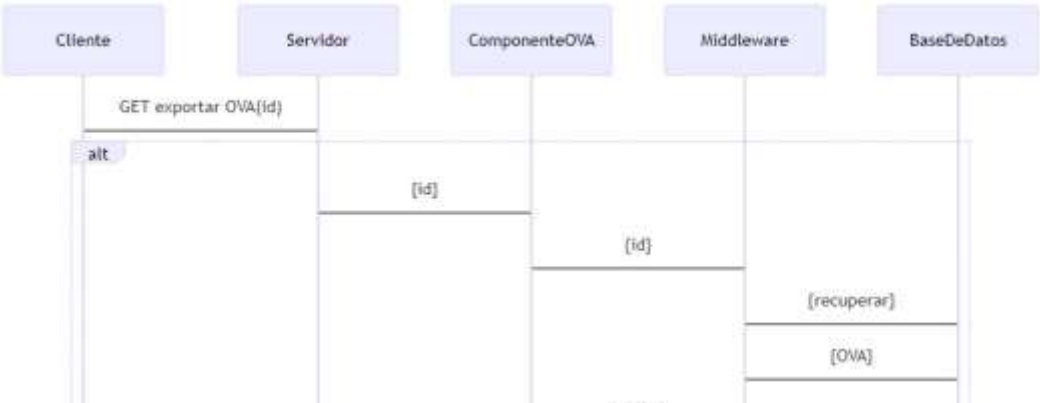 Cliente
Servidor
ComponenteOVA
Middleware
BaseDeDatos
GET exportar OVA(id)
alt
[id]
[id]
[recuperar]
[OVA]